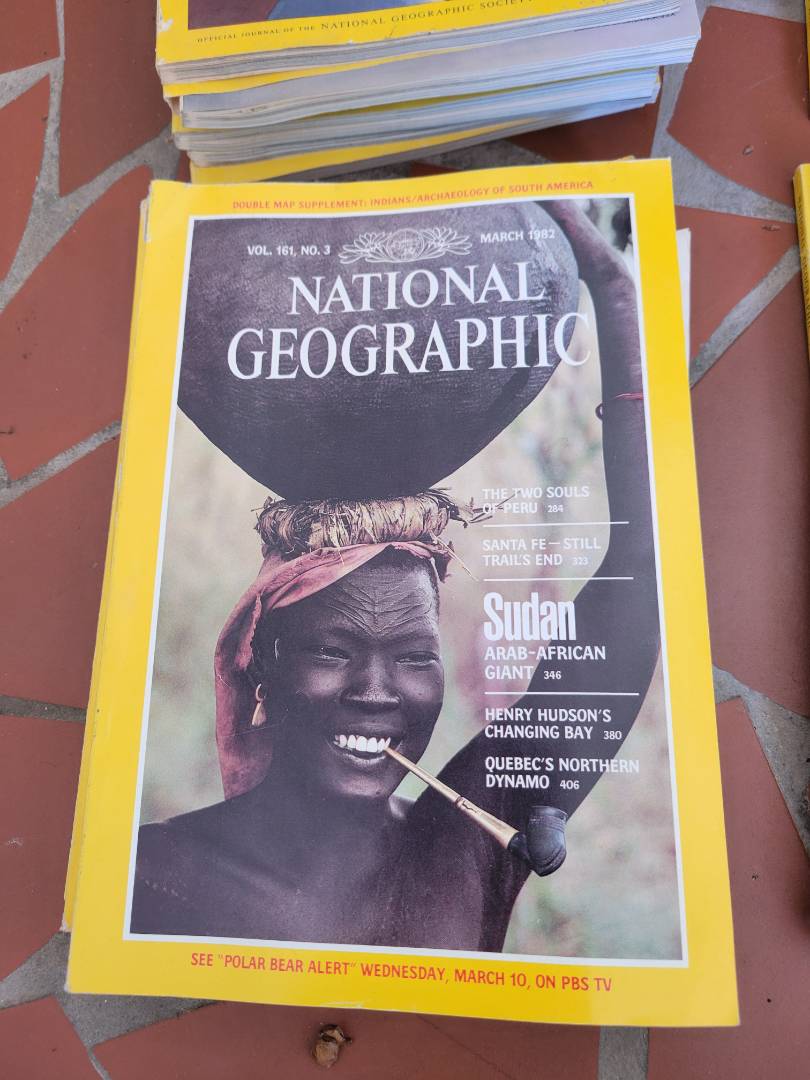 OFFICIAL JOURNAL OF THE NATIONAL GEOGRAPHIC SOCIETY
DOUBLE MAP SUPPLEMENT: INDIANS/ARCHAEOLOGY OF SOUTH AMERICA
VOL. 161, NO. 3
MARCH 1982
NATIONAL
GEOGRAPHIC
THE TWO SOULS
OF PERU 284
SANTA FE—STILL
TRAIL'S END 323
Sudan
ARAB-AFRICAN
GIANT 346
HENRY HUDSON'S
CHANGING BAY 380
QUEBEC'S NORTHERN
DYNAMO 406
SEE "POLAR BEAR ALERT" WEDNESDAY, MARCH 10, ON PBS TV